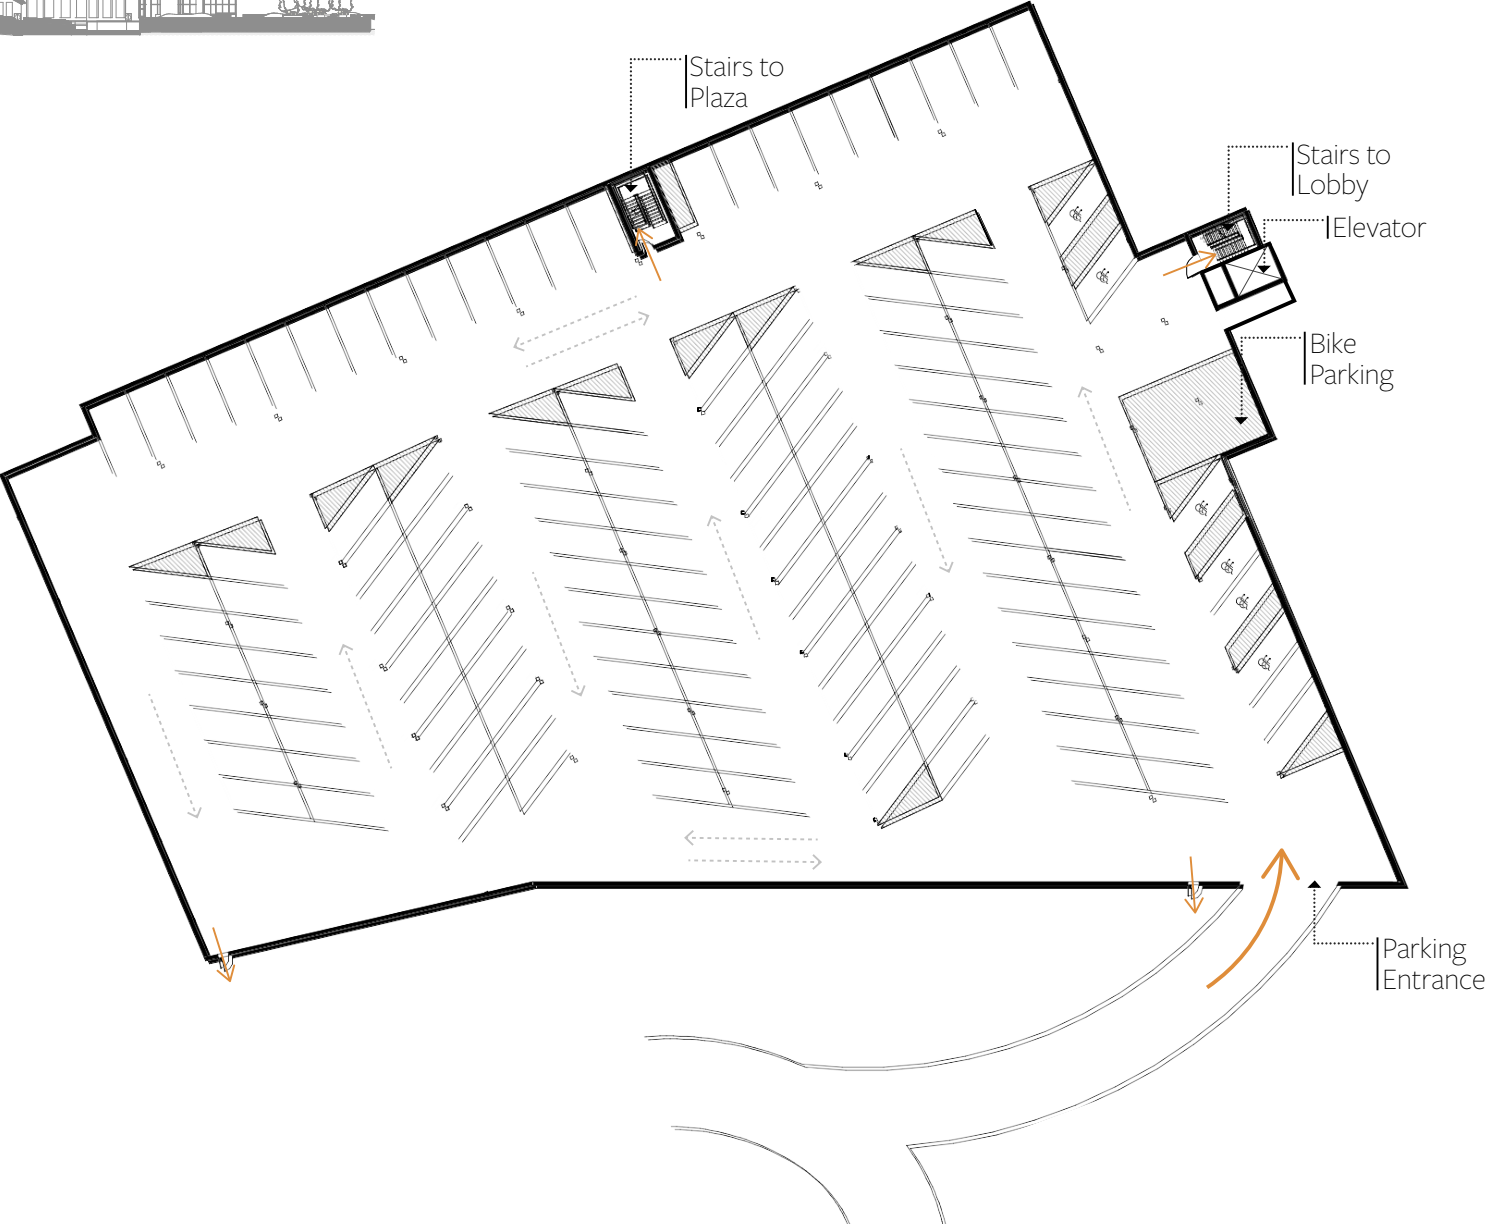 Stairs to
Plaza
Stairs to
Lobby
Elevator
Bike
Parking
Parking
Entrance